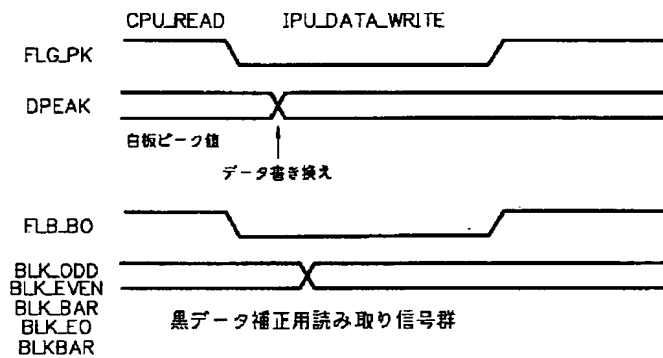 CPU_READ IPU_DATA_WRITE
FLG_PK
DPEAK
白板ピーク値
データ書き換え
FLB_BO
BLK_ODD
BLK_EVEN
BLK_BAR
BLK_EO
BLKBAR
黒データ補正用読み取り信号群